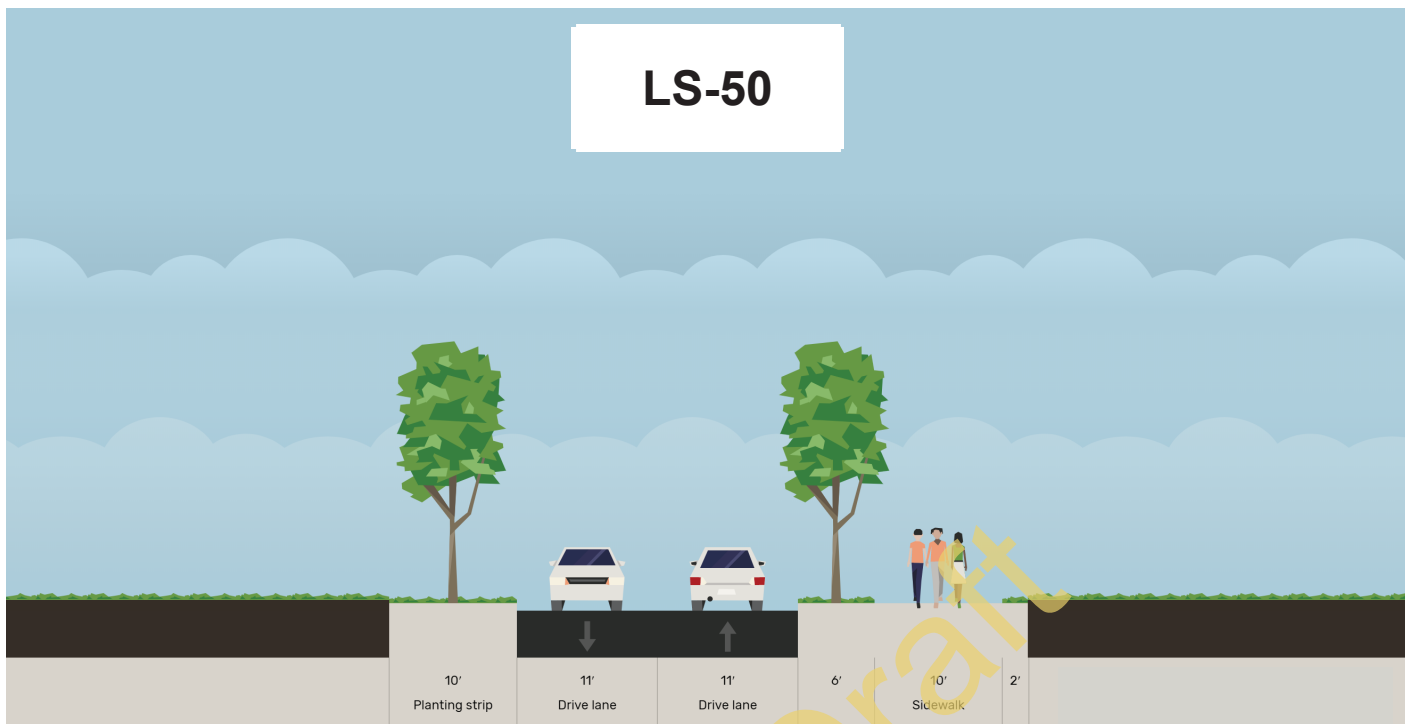 LS-50
10′ 11′ 11′ 6′ 10′ 2′
Planting strip Drive lane Drive lane Sidewalk
Draft